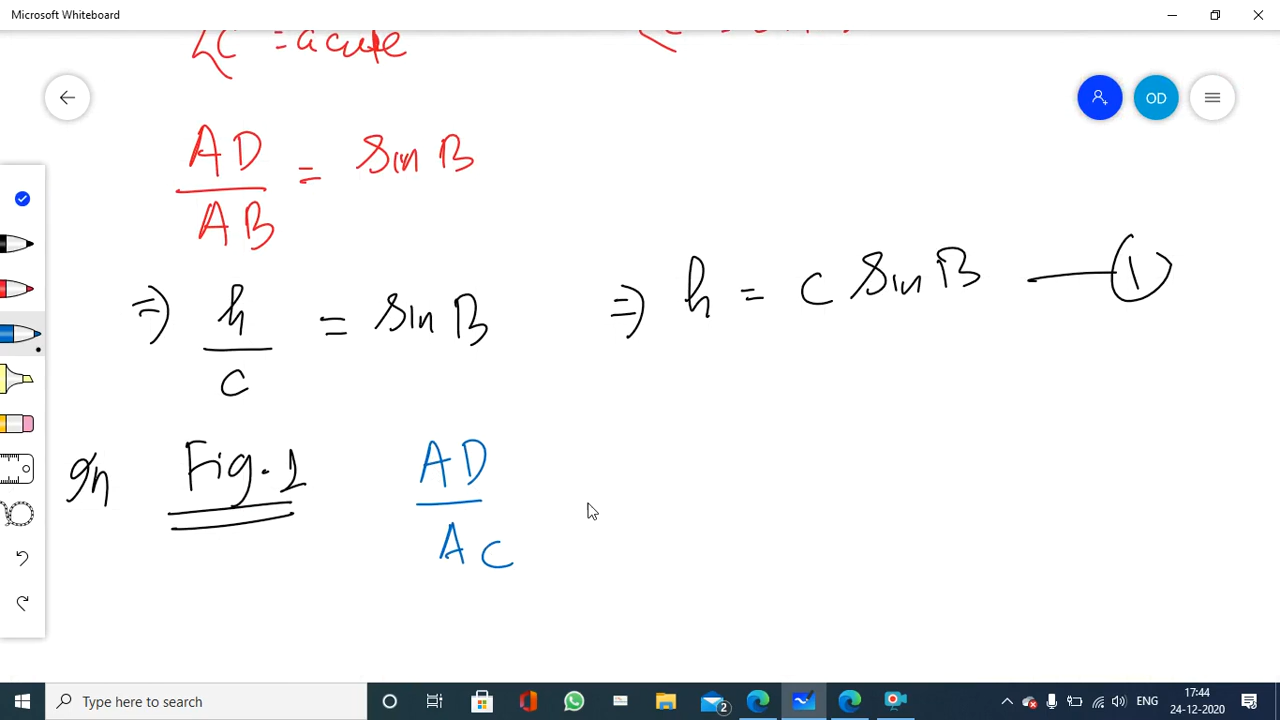 Microsoft Whiteboard
∠C = acute
OD
AD/AB = sin B
⇒ h/c = sin B ⇒ h = c sin B — ①
In Fig. 1 AD/AC
Type here to search
2
ENG
17:44
24-12-2020